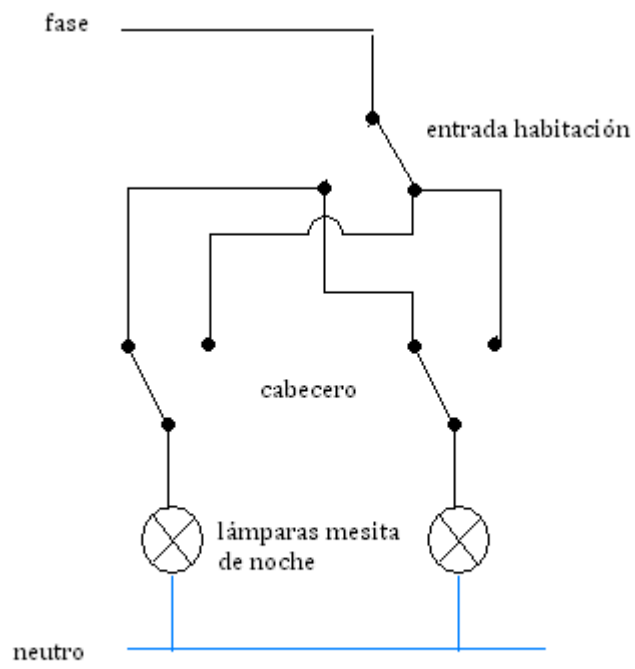 fase
entrada habitación
cabecero
lámparas mesita
de noche
neutro